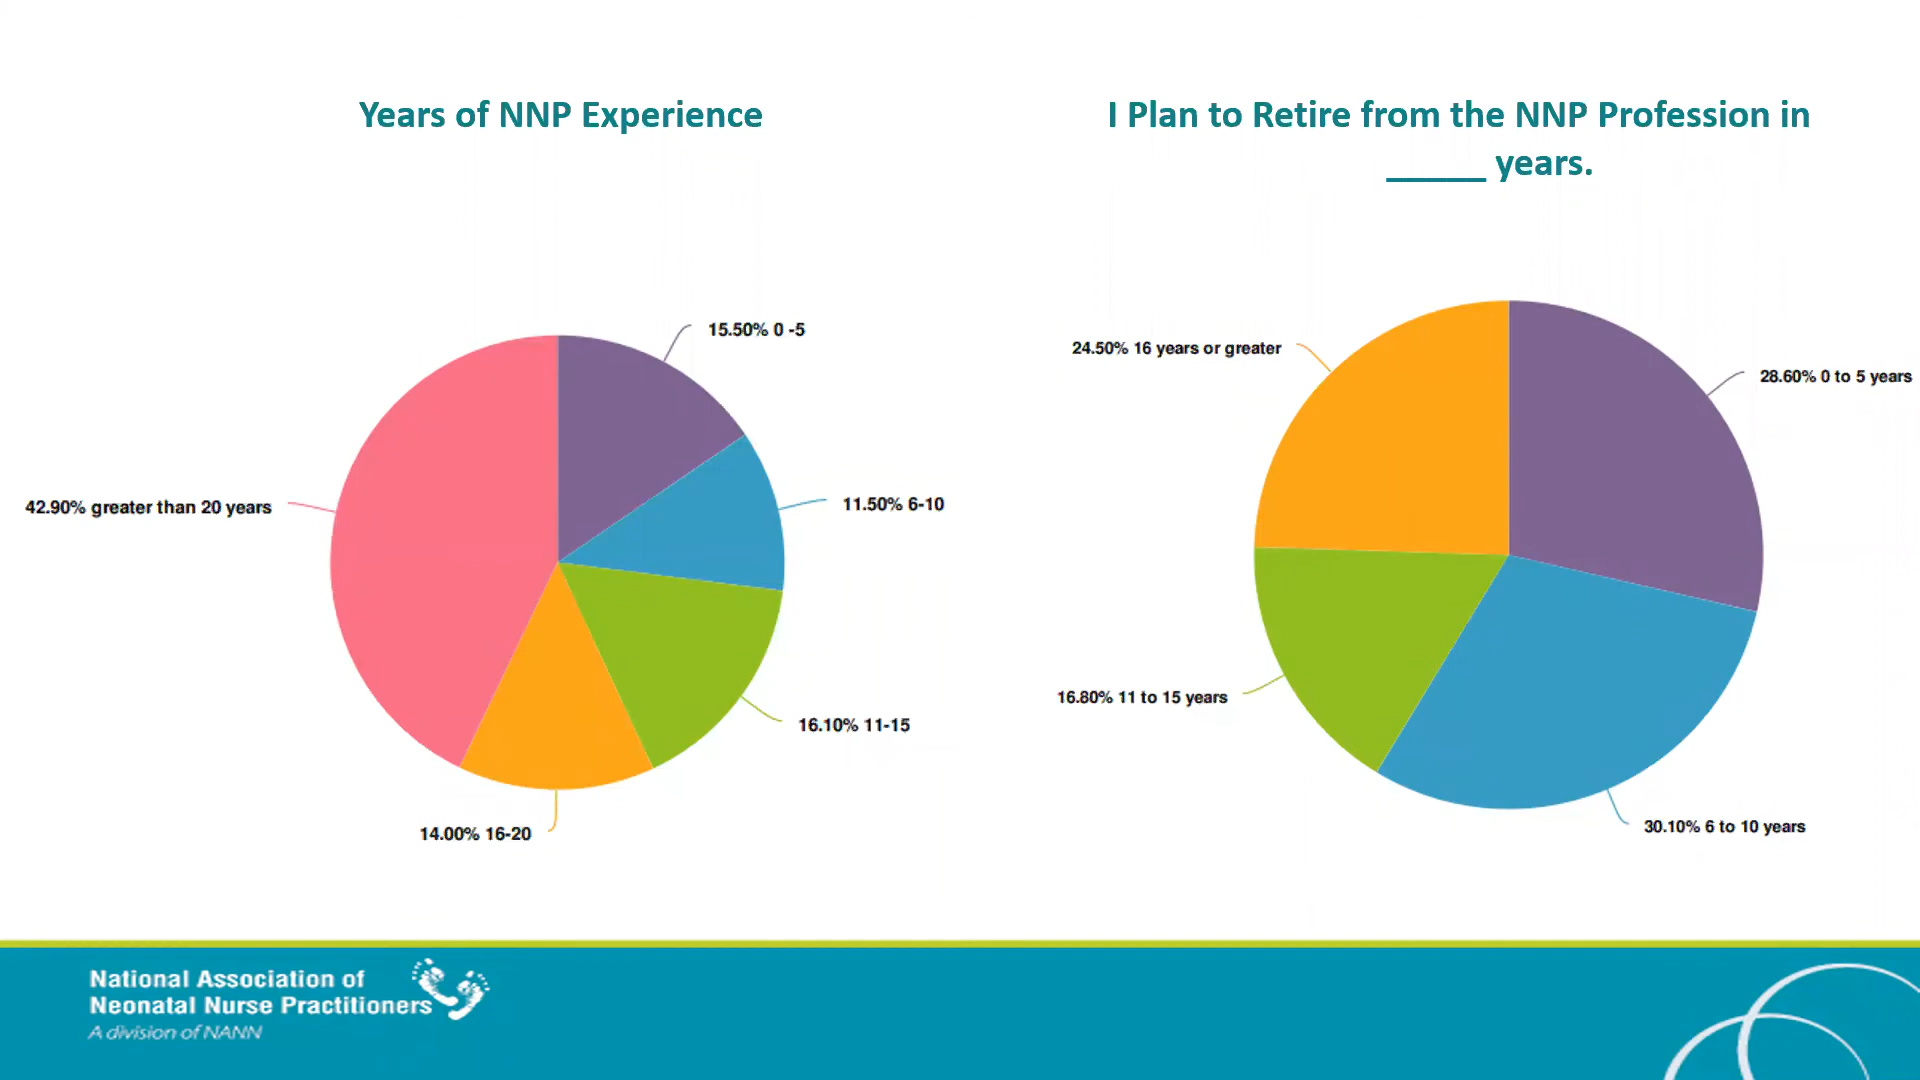 Years of NNP Experience
15.50% 0 -5
11.50% 6-10
16.10% 11-15
14.00% 16-20
42.90% greater than 20 years
I Plan to Retire from the NNP Profession in
_____ years.
28.60% 0 to 5 years
30.10% 6 to 10 years
16.80% 11 to 15 years
24.50% 16 years or greater
National Association of
Neonatal Nurse Practitioners
A division of NANN